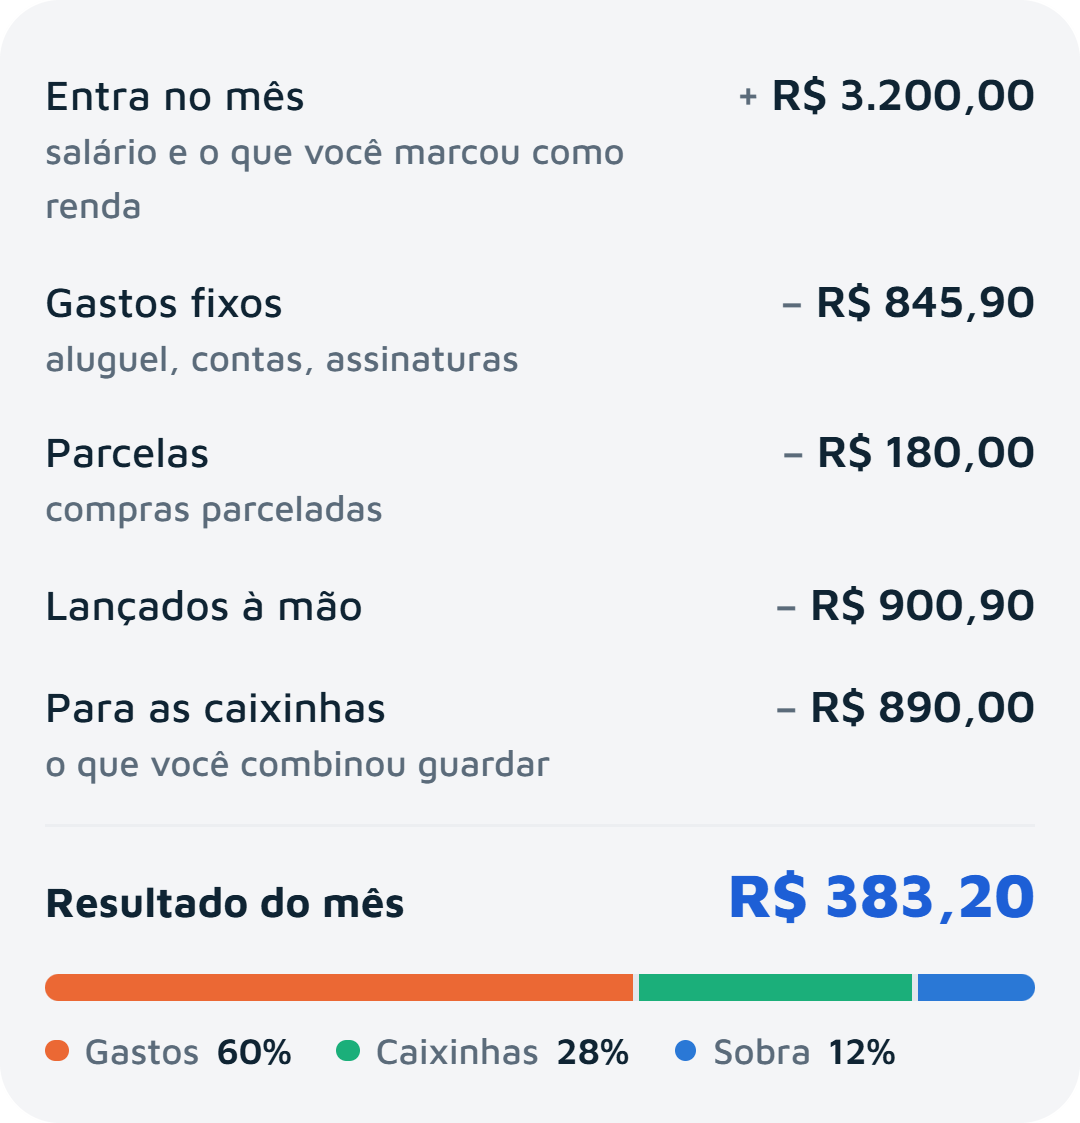 Entra no mês + R$ 3.200,00
salário e o que você marcou como
renda
Gastos fixos – R$ 845,90
aluguel, contas, assinaturas
Parcelas – R$ 180,00
compras parceladas
Lançados à mão – R$ 900,90
Para as caixinhas – R$ 890,00
o que você combinou guardar
Resultado do mês R$ 383,20
Gastos 60% Caixinhas 28% Sobra 12%